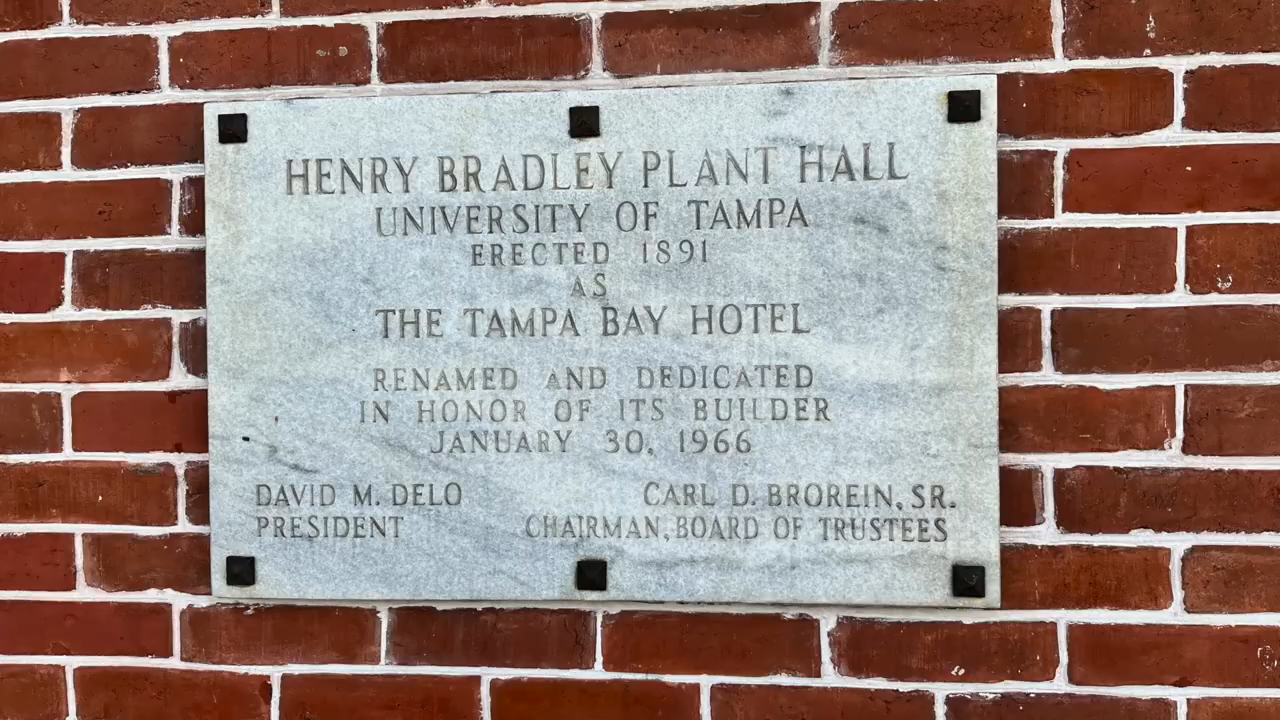 HENRY BRADLEY PLANT HALL
UNIVERSITY OF TAMPA
ERECTED 1891
AS
THE TAMPA BAY HOTEL
RENAMED AND DEDICATED
IN HONOR OF ITS BUILDER
JANUARY 30, 1966
DAVID M. DELO
PRESIDENT
CARL D. BROREIN, SR.
CHAIRMAN, BOARD OF TRUSTEES